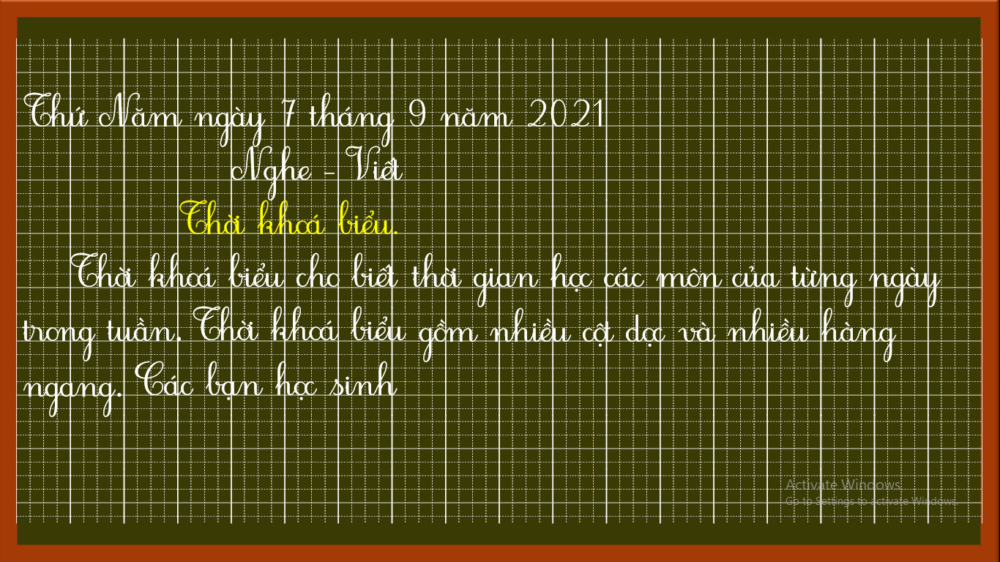 Thứ Năm ngày 7 tháng 9 năm 2021
Nghe - Viết
Thời khoá biểu.
Thời khoá biểu cho biết thời gian học các môn của từng ngày
trong tuần. Thời khoá biểu gồm nhiều cột dọc và nhiều hàng
ngang. Các bạn học sinh
Activate Windows
Go to Settings to activate Windows.